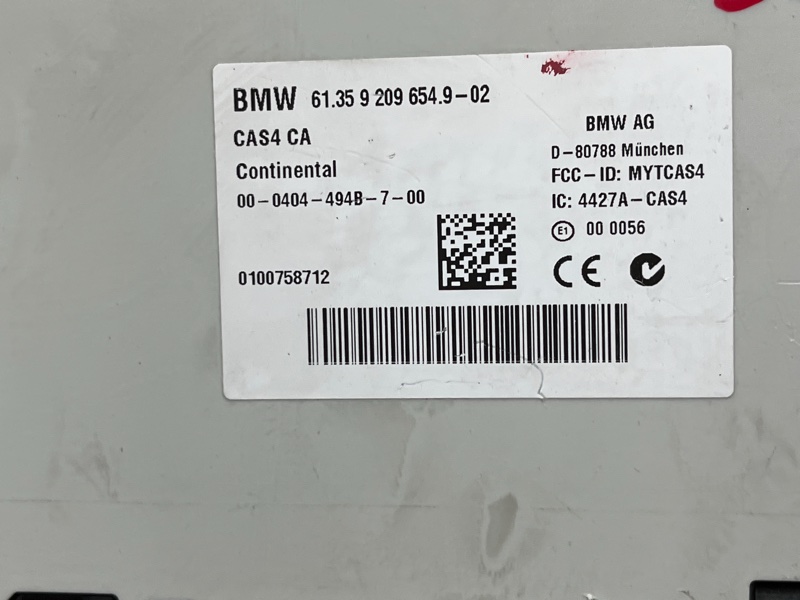 BMW 61.35 9 209 654.9-02
CAS4 CA
Continental
00-0404-494B-7-00
0100758712
BMW AG
D-80788 München
FCC-ID: MYTCAS4
IC: 4427A-CAS4
E1 00 0056
CE